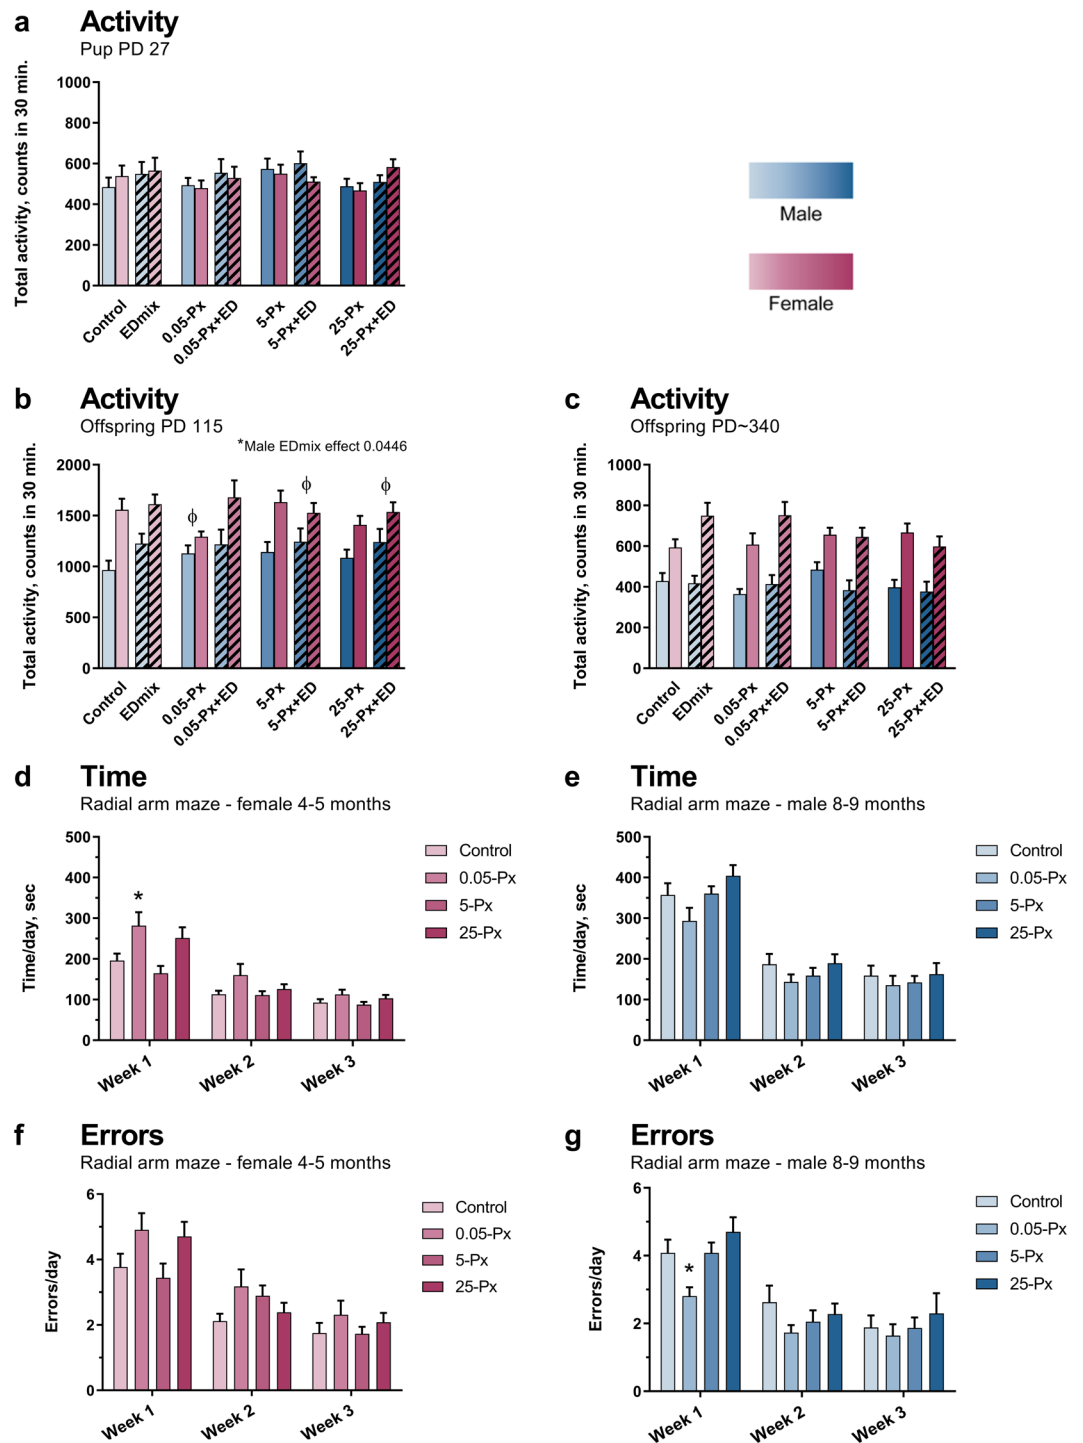 a Activity
Pup PD 27
Total activity, counts in 30 min.
1000
800
600
400
200
0
Control
EDmix
0.05-Px
0.05-Px+ED
5-Px
5-Px+ED
25-Px
25-Px+ED
Male
Female
b Activity
Offspring PD 115
*Male EDmix effect 0.0446
Total activity, counts in 30 min.
2000
1500
1000
500
0
ϕ
ϕ
ϕ
Control
EDmix
0.05-Px
0.05-Px+ED
5-Px
5-Px+ED
25-Px
25-Px+ED
c Activity
Offspring PD~340
Total activity, counts in 30 min.
1000
800
600
400
200
0
Control
EDmix
0.05-Px
0.05-Px+ED
5-Px
5-Px+ED
25-Px
25-Px+ED
d Time
Radial arm maze - female 4-5 months
Time/day, sec
500
400
300
200
100
0
*
Week 1
Week 2
Week 3
Control
0.05-Px
5-Px
25-Px
e Time
Radial arm maze - male 8-9 months
Time/day, sec
500
400
300
200
100
0
Week 1
Week 2
Week 3
Control
0.05-Px
5-Px
25-Px
f Errors
Radial arm maze - female 4-5 months
Errors/day
6
4
2
0
Week 1
Week 2
Week 3
Control
0.05-Px
5-Px
25-Px
g Errors
Radial arm maze - male 8-9 months
Errors/day
6
4
2
0
*
Week 1
Week 2
Week 3
Control
0.05-Px
5-Px
25-Px